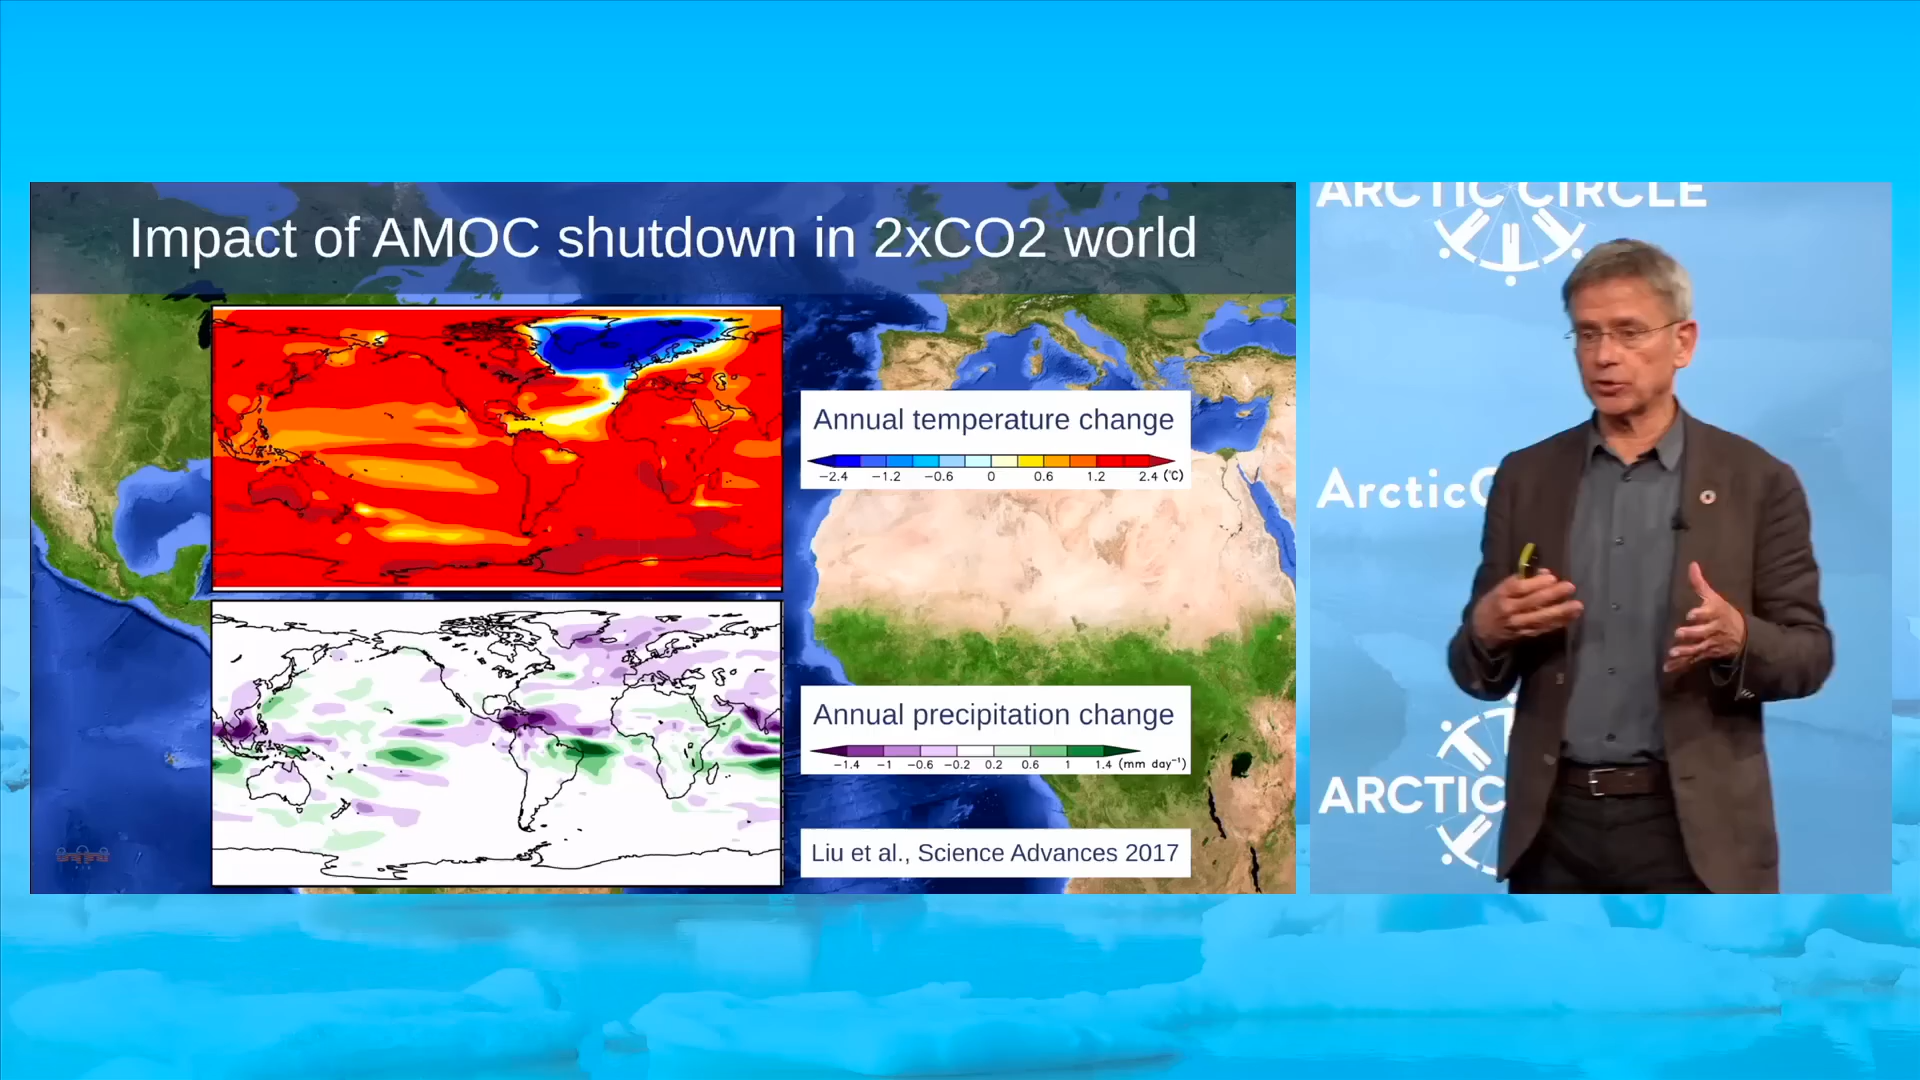 Impact of AMOC shutdown in 2xCO2 world
Annual temperature change
−2.4 −1.2 −0.6 0 0.6 1.2 2.4 (°C)
Annual precipitation change
−1.4 −1 −0.6 −0.2 0.2 0.6 1 1.4 (mm day⁻¹)
Liu et al., Science Advances 2017
ARCTIC CIRCLE
ArcticC
ARCTIC